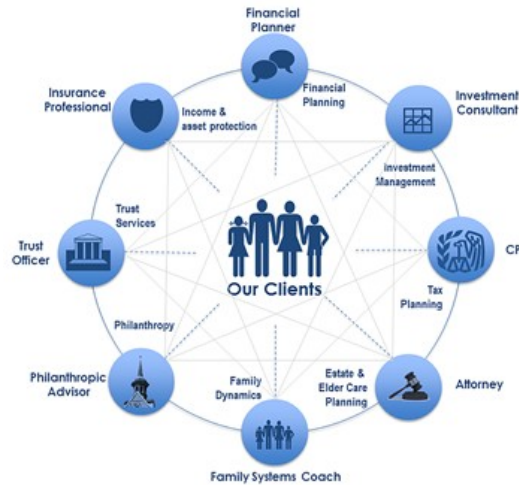 Financial
Planner
Financial
Planning
Insurance
Professional
Income &
asset protection
Investment
Consultant
Investment
Management
Trust
Services
Trust
Officer
Our Clients
CP
Tax
Planning
Philanthropy
Philanthropic
Advisor
Family
Dynamics
Estate &
Elder Care
Planning
Attorney
Family Systems Coach